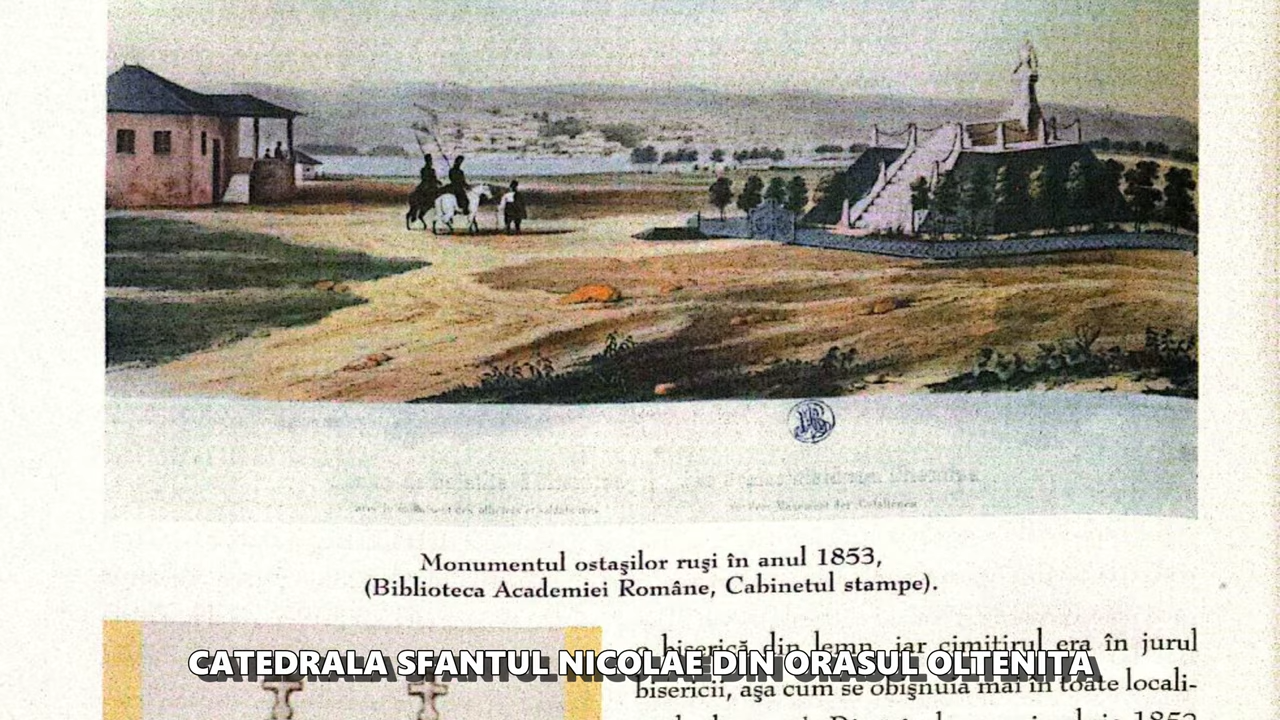 Monumentul ostaşilor ruşi în anul 1853,
(Biblioteca Academiei Române, Cabinetul stampe).
o biserică din lemn, iar cimitirul era în jurul
CATEDRALA SFANTUL NICOLAE DIN ORASUL OLTENITA
bisericii, aşa cum se obişnuia mai în toate locali-